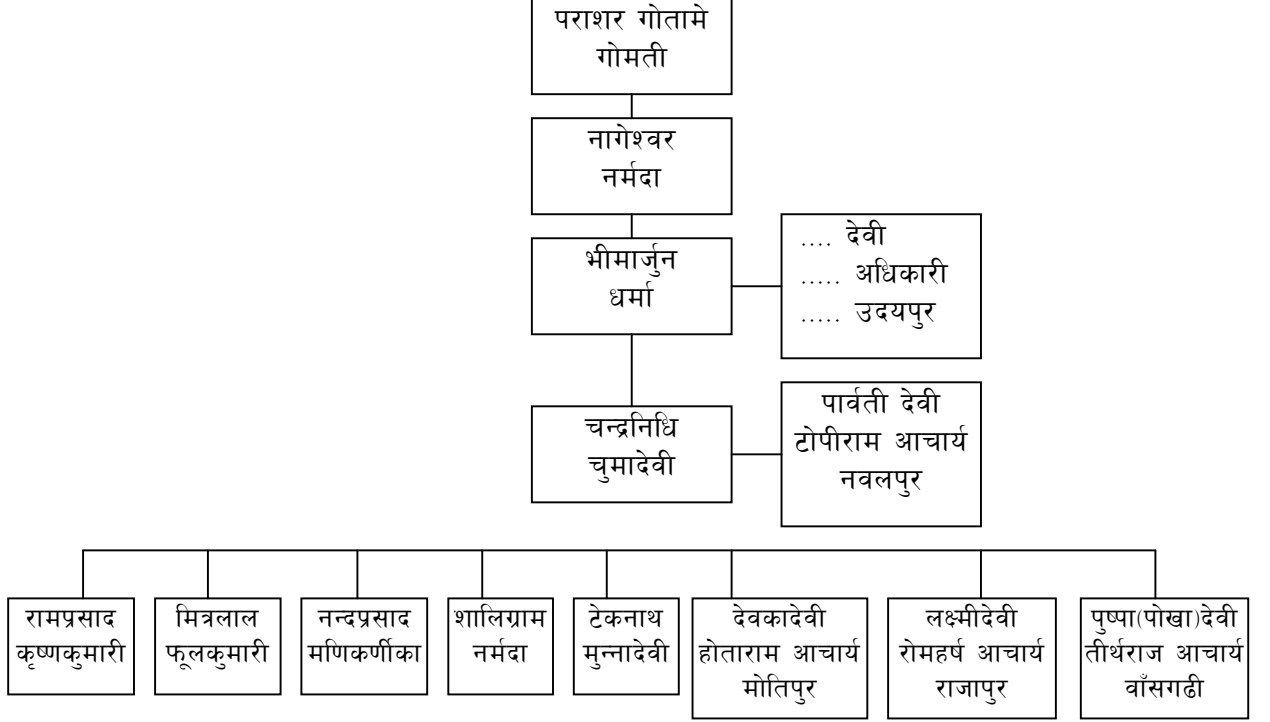 पराशर गोतामे
गोमती
नागेश्वर
नर्मदा
भीमार्जुन
धर्मा
.... देवी
..... अधिकारी
..... उदयपुर
चन्द्रनिधि
चुमादेवी
पार्वती देवी
टोपीराम आचार्य
नवलपुर
रामप्रसाद
कृष्णकुमारी
मित्रलाल
फूलकुमारी
नन्दप्रसाद
मणिकर्णीका
शालिग्राम
नर्मदा
टेकनाथ
मुन्नादेवी
देवकादेवी
होताराम आचार्य
मोतिपुर
लक्ष्मीदेवी
रोमहर्ष आचार्य
राजापुर
पुष्पा(पोखा)देवी
तीर्थराज आचार्य
वाँसगढी